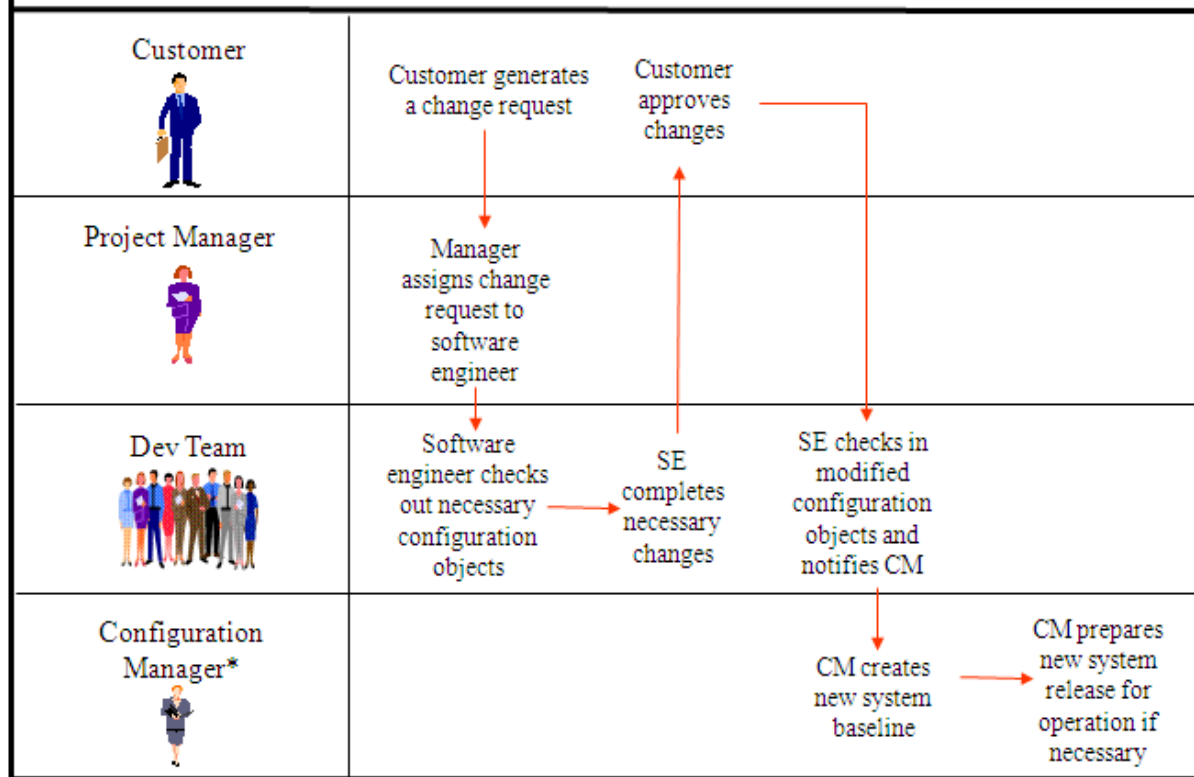 Customer
Customer generates
a change request
Customer
approves
changes
Project Manager
Manager
assigns change
request to
software
engineer
Dev Team
Software
engineer checks
out necessary
configuration
objects
SE
completes
necessary
changes
SE checks in
modified
configuration
objects and
notifies CM
Configuration
Manager*
CM creates
new system
baseline
CM prepares
new system
release for
operation if
necessary